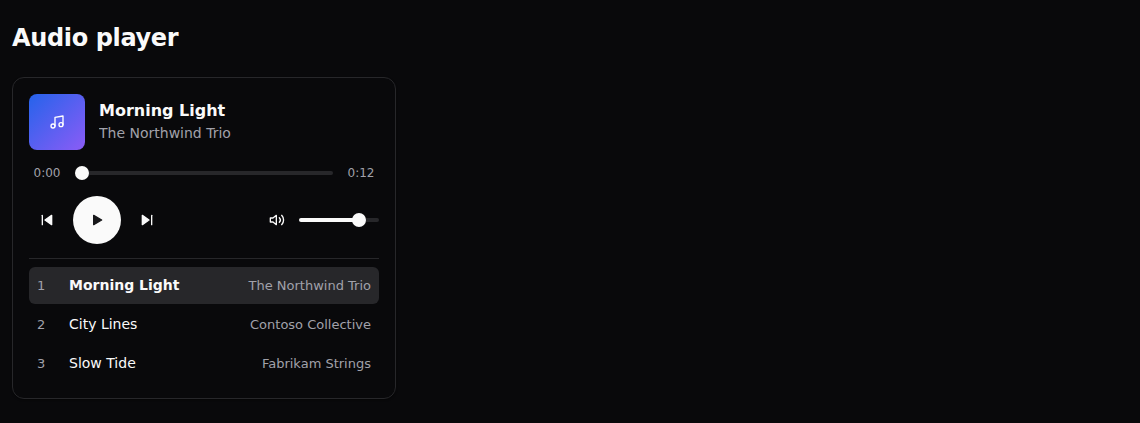 Audio player
Morning Light
The Northwind Trio
0:00 0:12
1 Morning Light The Northwind Trio
2 City Lines Contoso Collective
3 Slow Tide Fabrikam Strings